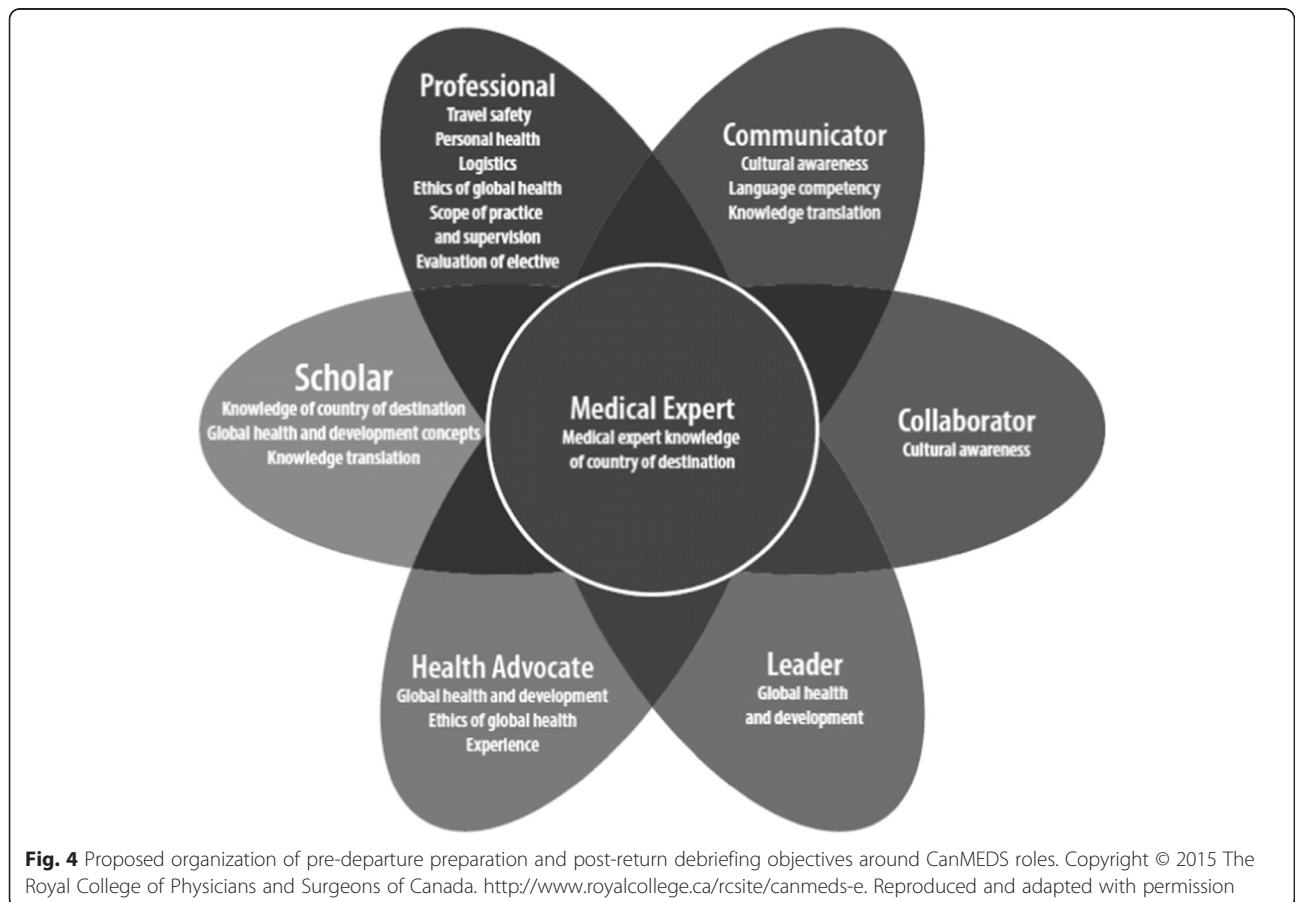 Professional
Travel safety
Personal health
Logistics
Ethics of global health
Scope of practice
and supervision
Evaluation of elective
Communicator
Cultural awareness
Language competency
Knowledge translation
Scholar
Knowledge of country of destination
Global health and development concepts
Knowledge translation
Medical Expert
Medical expert knowledge
of country of destination
Collaborator
Cultural awareness
Health Advocate
Global health and development
Ethics of global health
Experience
Leader
Global health
and development
Fig. 4 Proposed organization of pre-departure preparation and post-return debriefing objectives around CanMEDS roles. Copyright © 2015 The
Royal College of Physicians and Surgeons of Canada. http://www.royalcollege.ca/rcsite/canmeds-e. Reproduced and adapted with permission